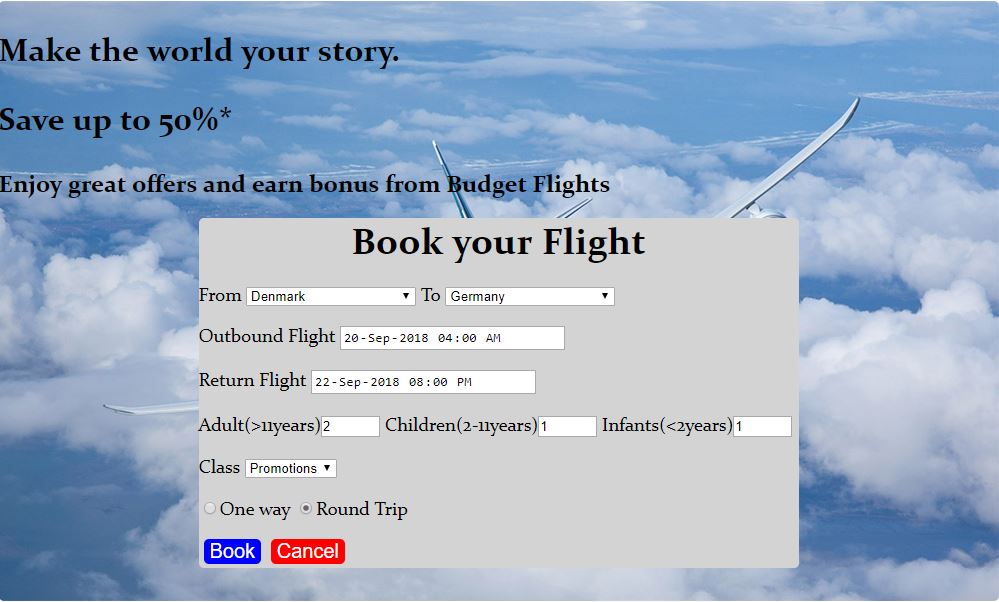 Make the world your story.
Save up to 50%*
Enjoy great offers and earn bonus from Budget Flights
Book your Flight
From Denmark To Germany
Outbound Flight 20-Sep-2018 04:00 AM
Return Flight 22-Sep-2018 08:00 PM
Adult(>11years) 2 Children(2-11years) 1 Infants(<2years) 1
Class Promotions
One way Round Trip
Book Cancel